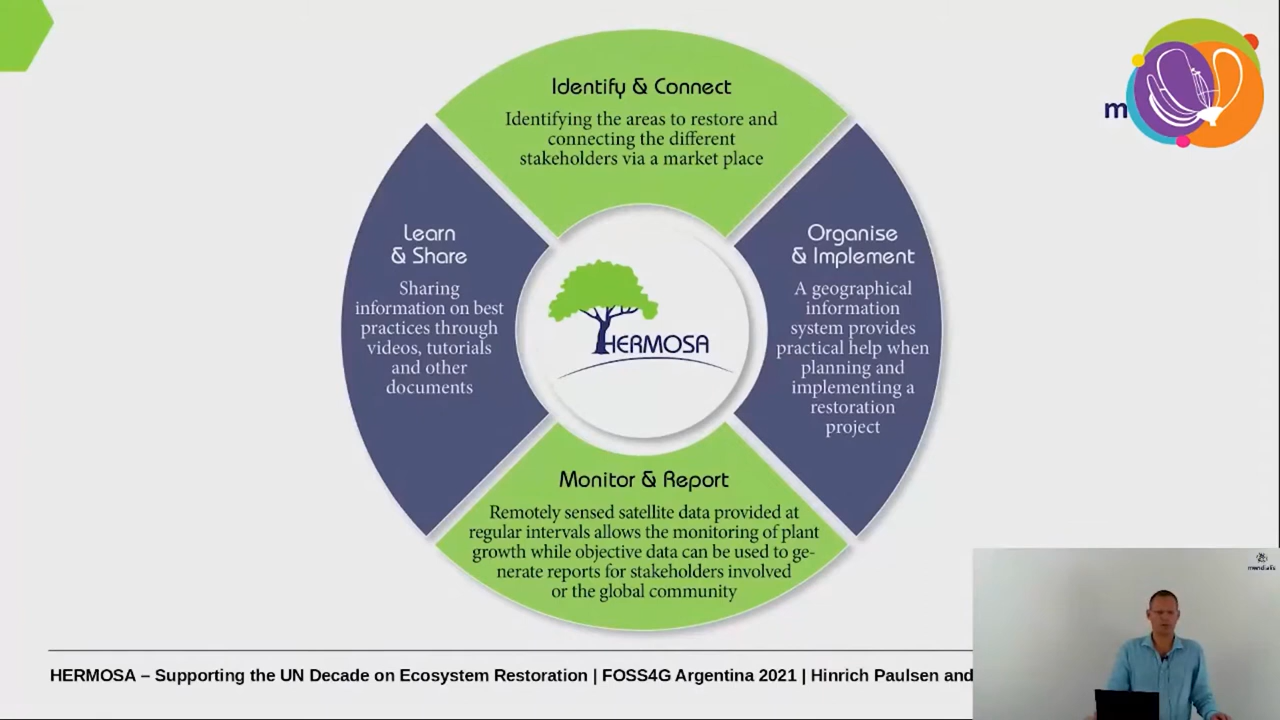 Identify & Connect
Identifying the areas to restore and
connecting the different
stakeholders via a market place
m
Learn
& Share
Sharing
information on best
practices through
videos, tutorials
and other
documents
Organise
& Implement
A geographical
information
system provides
practical help when
planning and
implementing a
restoration
project
HERMOSA
Monitor & Report
Remotely sensed satellite data provided at
regular intervals allows the monitoring of plant
growth while objective data can be used to ge-
nerate reports for stakeholders involved
or the global community
mundialis
HERMOSA – Supporting the UN Decade on Ecosystem Restoration | FOSS4G Argentina 2021 | Hinrich Paulsen and